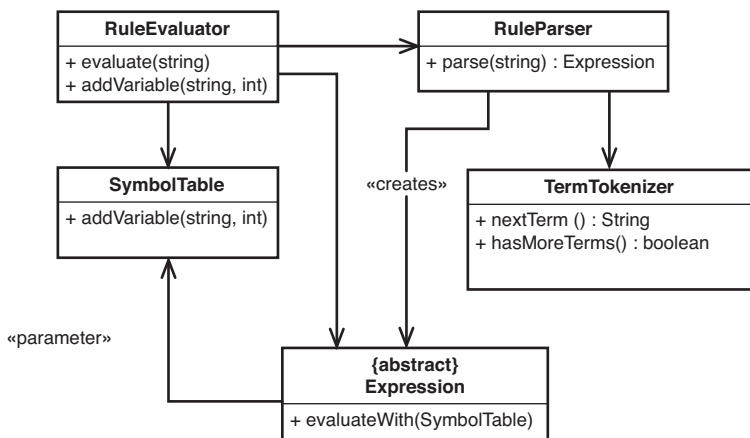 RuleEvaluator
+ evaluate(string)
+ addVariable(string, int)
RuleParser
+ parse(string) : Expression
SymbolTable
+ addVariable(string, int)
«creates»
TermTokenizer
+ nextTerm () : String
+ hasMoreTerms() : boolean
«parameter»
{abstract}
Expression
+ evaluateWith(SymbolTable)